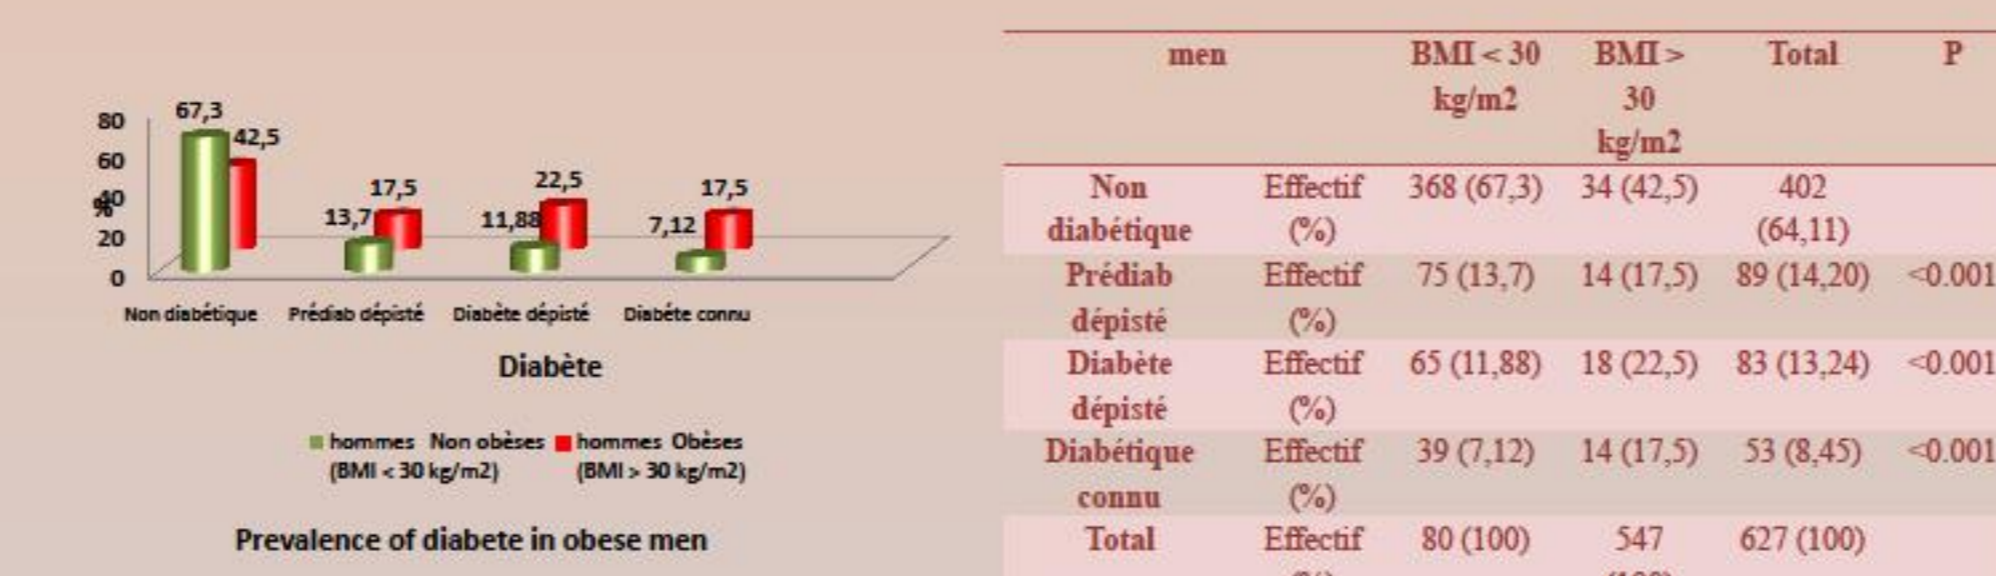 67,3
80
42,5
60
40
%
17,5
22,5
17,5
13,7
11,88
7,12
20
0
Non diabétique Prédiab dépisté Diabète dépisté Diabéte connu
Diabète
hommes Non obèses hommes Obèses
(BMI < 30 kg/m2) (BMI > 30 kg/m2)
Prevalence of diabete in obese men
men BMI < 30 BMI > Total P
kg/m2 30
kg/m2
Non Effectif 368 (67,3) 34 (42,5) 402
diabétique (%) (64,11)
Prédiab Effectif 75 (13,7) 14 (17,5) 89 (14,20) <0.001
dépisté (%)
Diabète Effectif 65 (11,88) 18 (22,5) 83 (13,24) <0.001
dépisté (%)
Diabétique Effectif 39 (7,12) 14 (17,5) 53 (8,45) <0.001
connu (%)
Total Effectif 80 (100) 547 627 (100)